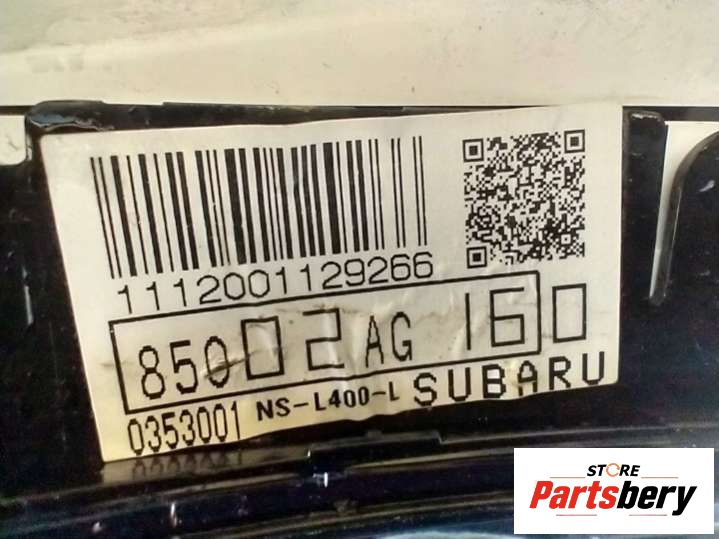 1112001129266
85002AG160
0353001 NS-L400-L SUBARU
STORE
Partsbery